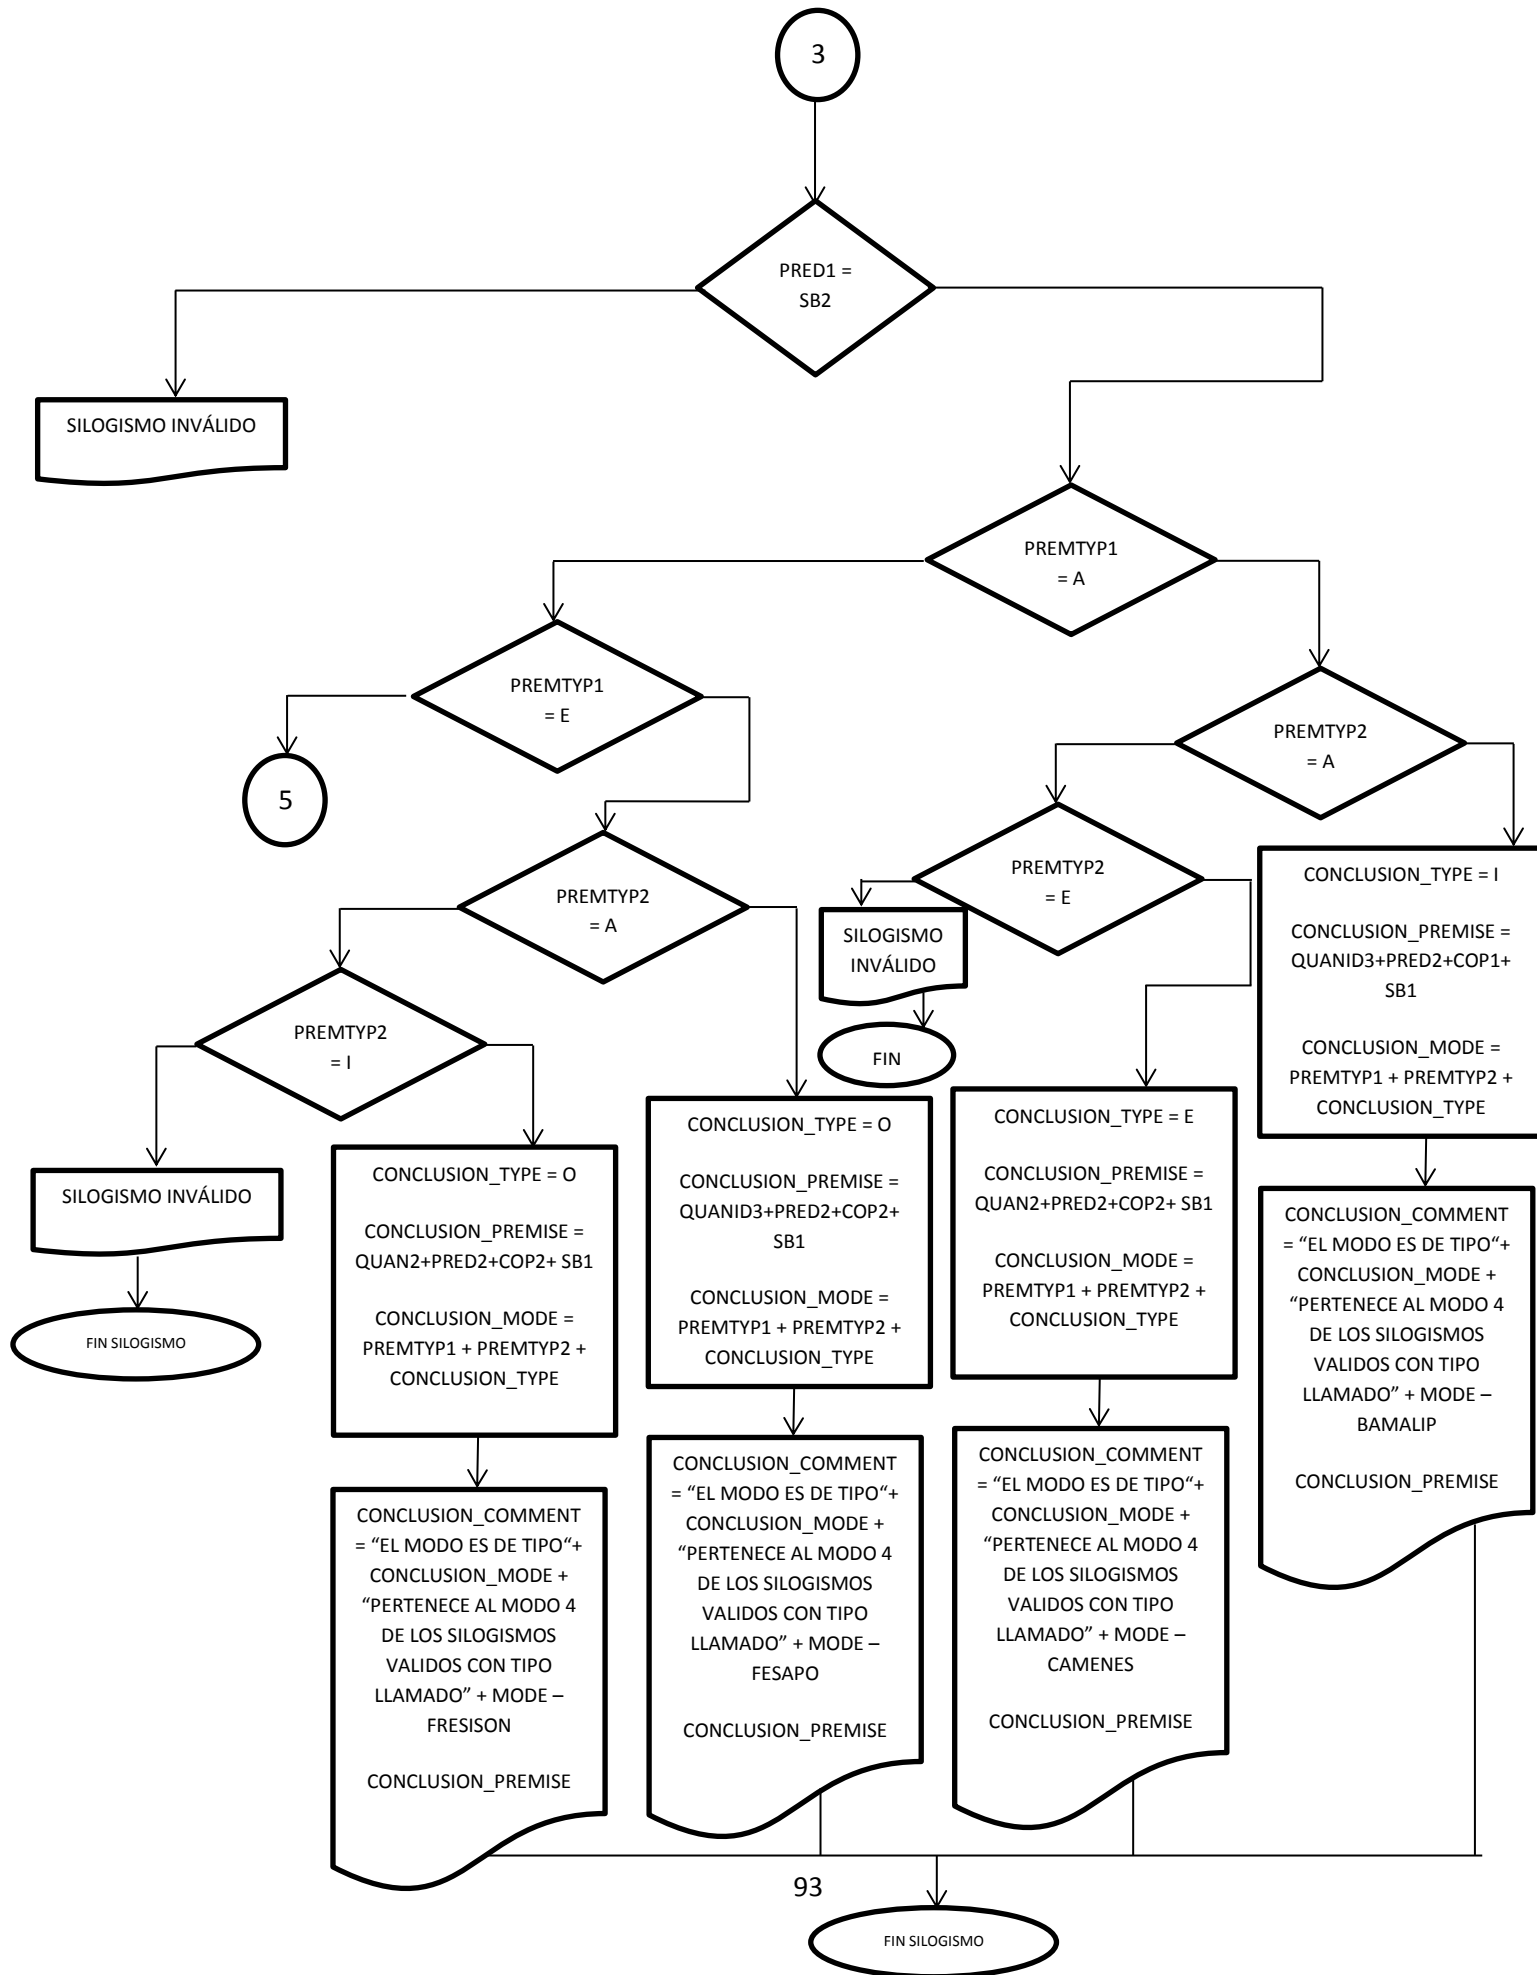 3
PRED1 =
SB2
SILOGISMO INVÁLIDO
PREMTYP1
= A
PREMTYP1
= E
PREMTYP2
= A
5
PREMTYP2
= A
PREMTYP2
= E
SILOGISMO
INVÁLIDO
FIN
PREMTYP2
= I
SILOGISMO INVÁLIDO
FIN SILOGISMO
CONCLUSION_TYPE = O
CONCLUSION_PREMISE =
QUAN2+PRED2+COP2+ SB1
CONCLUSION_MODE =
PREMTYP1 + PREMTYP2 +
CONCLUSION_TYPE
CONCLUSION_TYPE = O
CONCLUSION_PREMISE =
QUANID3+PRED2+COP2+
SB1
CONCLUSION_MODE =
PREMTYP1 + PREMTYP2 +
CONCLUSION_TYPE
CONCLUSION_TYPE = E
CONCLUSION_PREMISE =
QUAN2+PRED2+COP2+ SB1
CONCLUSION_MODE =
PREMTYP1 + PREMTYP2 +
CONCLUSION_TYPE
CONCLUSION_TYPE = I
CONCLUSION_PREMISE =
QUANID3+PRED2+COP1+
SB1
CONCLUSION_MODE =
PREMTYP1 + PREMTYP2 +
CONCLUSION_TYPE
CONCLUSION_COMMENT
= “EL MODO ES DE TIPO“+
CONCLUSION_MODE +
“PERTENECE AL MODO 4
DE LOS SILOGISMOS
VALIDOS CON TIPO
LLAMADO” + MODE –
FRESISON
CONCLUSION_PREMISE
CONCLUSION_COMMENT
= “EL MODO ES DE TIPO“+
CONCLUSION_MODE +
“PERTENECE AL MODO 4
DE LOS SILOGISMOS
VALIDOS CON TIPO
LLAMADO” + MODE –
FESAPO
CONCLUSION_PREMISE
CONCLUSION_COMMENT
= “EL MODO ES DE TIPO“+
CONCLUSION_MODE +
“PERTENECE AL MODO 4
DE LOS SILOGISMOS
VALIDOS CON TIPO
LLAMADO” + MODE –
CAMENES
CONCLUSION_PREMISE
CONCLUSION_COMMENT
= “EL MODO ES DE TIPO“+
CONCLUSION_MODE +
“PERTENECE AL MODO 4
DE LOS SILOGISMOS
VALIDOS CON TIPO
LLAMADO” + MODE –
BAMALIP
CONCLUSION_PREMISE
93
FIN SILOGISMO